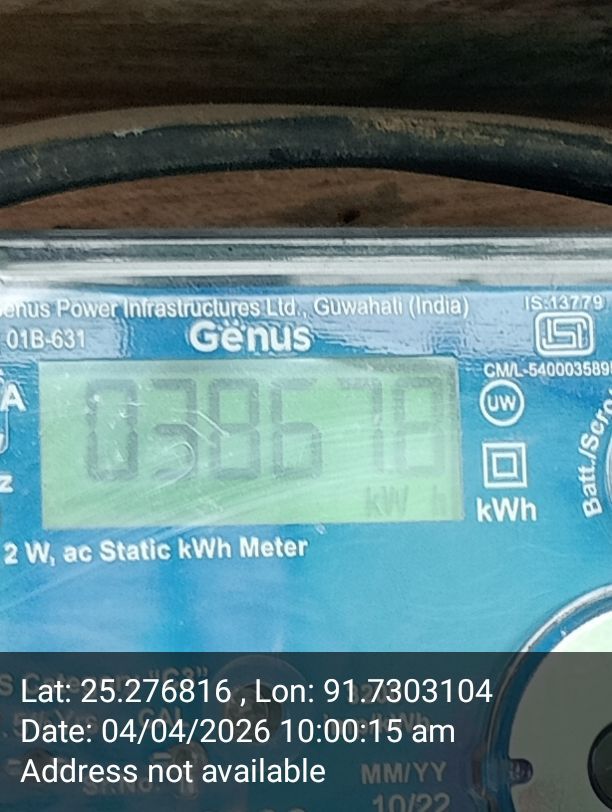 enus Power Infrastructures Ltd., Guwahati (India)
IS:13779
01B-631
Genus
CM/L-540003589
A
UW
038678
kW h
kWh
Batt./Scro
z
2 W, ac Static kWh Meter
Lat: 25.276816 , Lon: 91.7303104
Date: 04/04/2026 10:00:15 am
Address not available
MM/YY
10/22